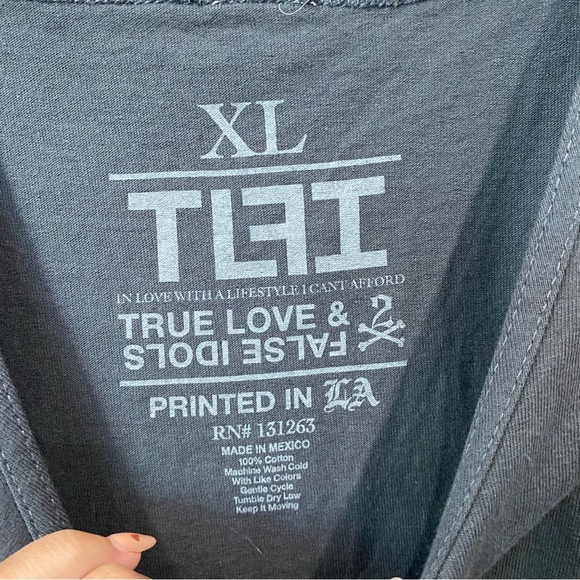 XL
TLFI
IN LOVE WITH A LIFESTYLE I CANT AFFORD
TRUE LOVE & 2
FALSE IDOLS
PRINTED IN LA
RN# 131263
MADE IN MEXICO
100% Cotton
Machine Wash Cold
With Like Colors
Gentle Cycle
Tumble Dry Low
Keep It Moving